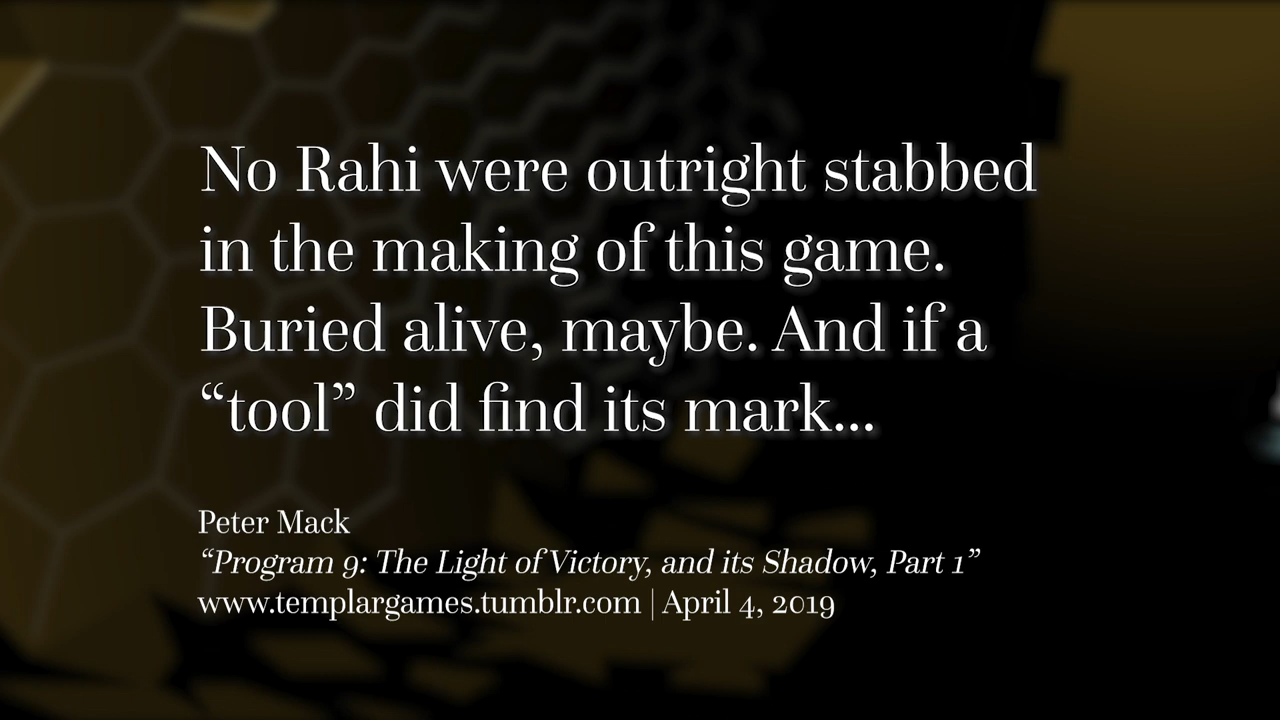 No Rahi were outright stabbed
in the making of this game.
Buried alive, maybe. And if a
“tool” did find its mark...
Peter Mack
“Program 9: The Light of Victory, and its Shadow, Part 1”
www.templargames.tumblr.com | April 4, 2019